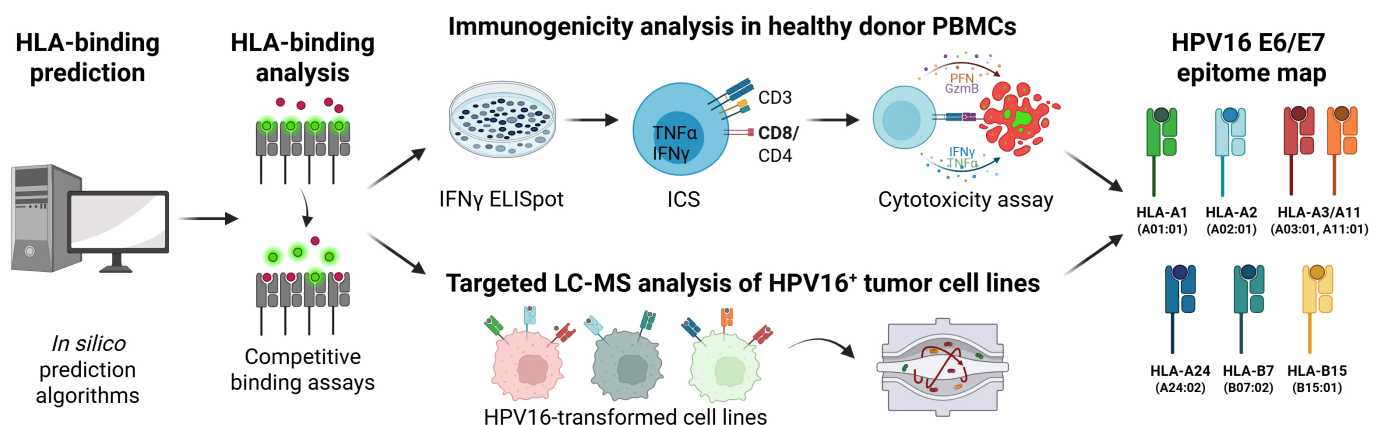 HLA-binding
prediction
In silico
prediction
algorithms
HLA-binding
analysis
Competitive
binding assays
Immunogenicity analysis in healthy donor PBMCs
IFNγ ELISpot
TNFα
IFNγ
CD3
CD8/
CD4
ICS
PFN
GzmB
IFNγ
TNFα
Cytotoxicity assay
Targeted LC-MS analysis of HPV16⁺ tumor cell lines
HPV16-transformed cell lines
HPV16 E6/E7
epitome map
HLA-A1
(A01:01)
HLA-A2
(A02:01)
HLA-A3/A11
(A03:01, A11:01)
HLA-A24
(A24:02)
HLA-B7
(B07:02)
HLA-B15
(B15:01)